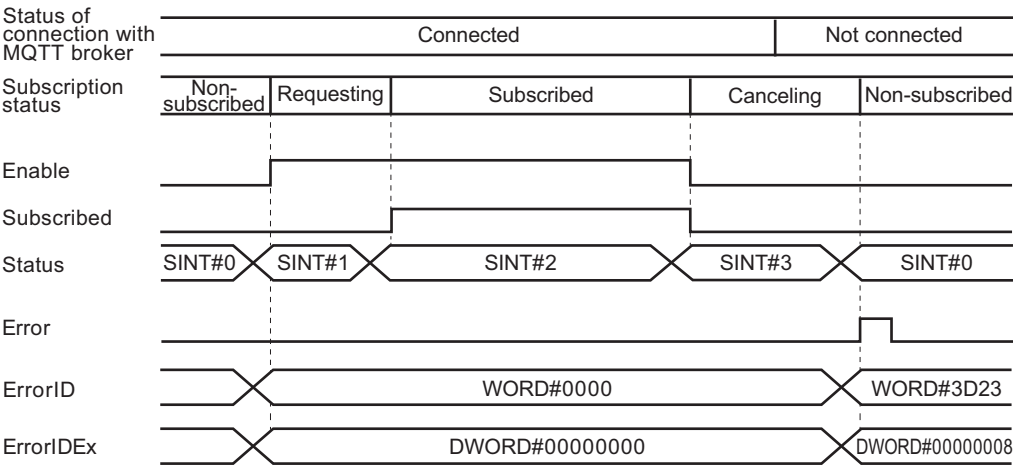 Status of
connection with
MQTT broker
Connected
Not connected
Subscription
status
Non-
subscribed
Requesting
Subscribed
Canceling
Non-subscribed
Enable
Subscribed
Status
SINT#0
SINT#1
SINT#2
SINT#3
SINT#0
Error
ErrorID
WORD#0000
WORD#3D23
ErrorIDEx
DWORD#00000000
DWORD#00000008